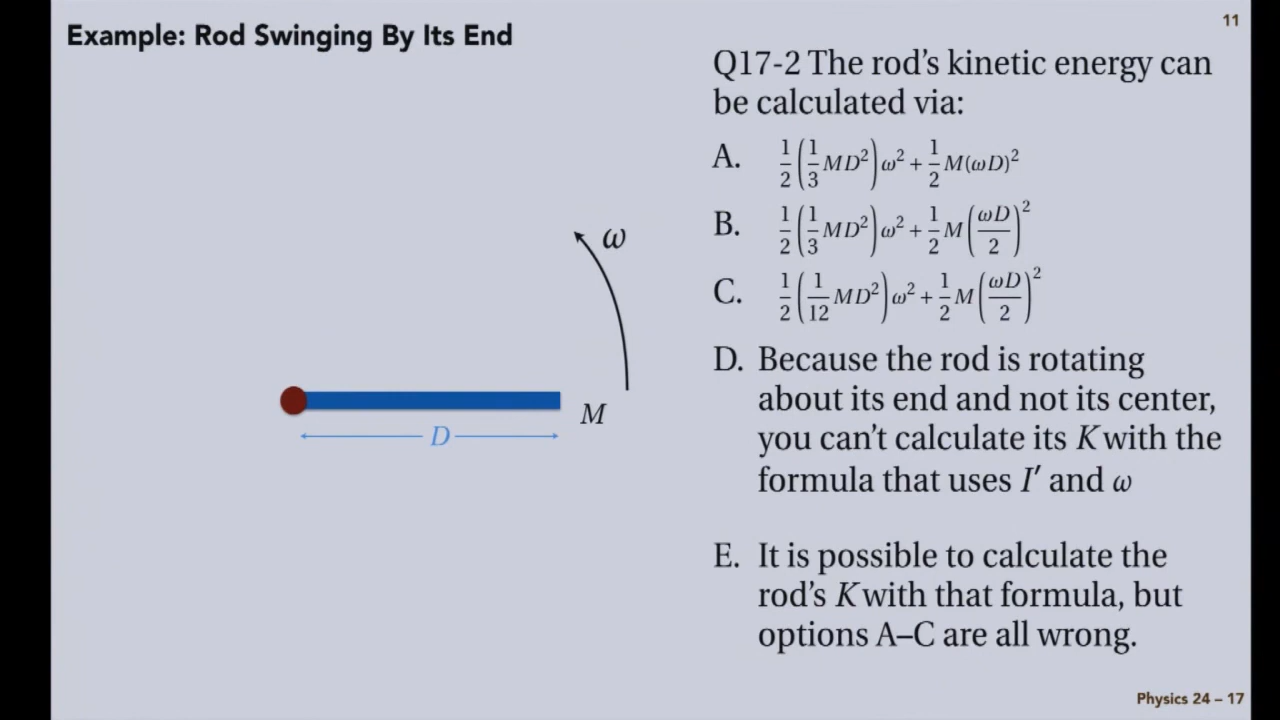 Example: Rod Swinging By Its End
11
Q17-2 The rod's kinetic energy can
be calculated via:
A. 1/2 (1/3 MD²) ω² + 1/2 M(ωD)²
B. 1/2 (1/3 MD²) ω² + 1/2 M (ωD/2)²
C. 1/2 (1/12 MD²) ω² + 1/2 M (ωD/2)²
D. Because the rod is rotating
about its end and not its center,
you can't calculate its K with the
formula that uses I′ and ω
E. It is possible to calculate the
rod's K with that formula, but
options A–C are all wrong.
ω
M
D
Physics 24 – 17